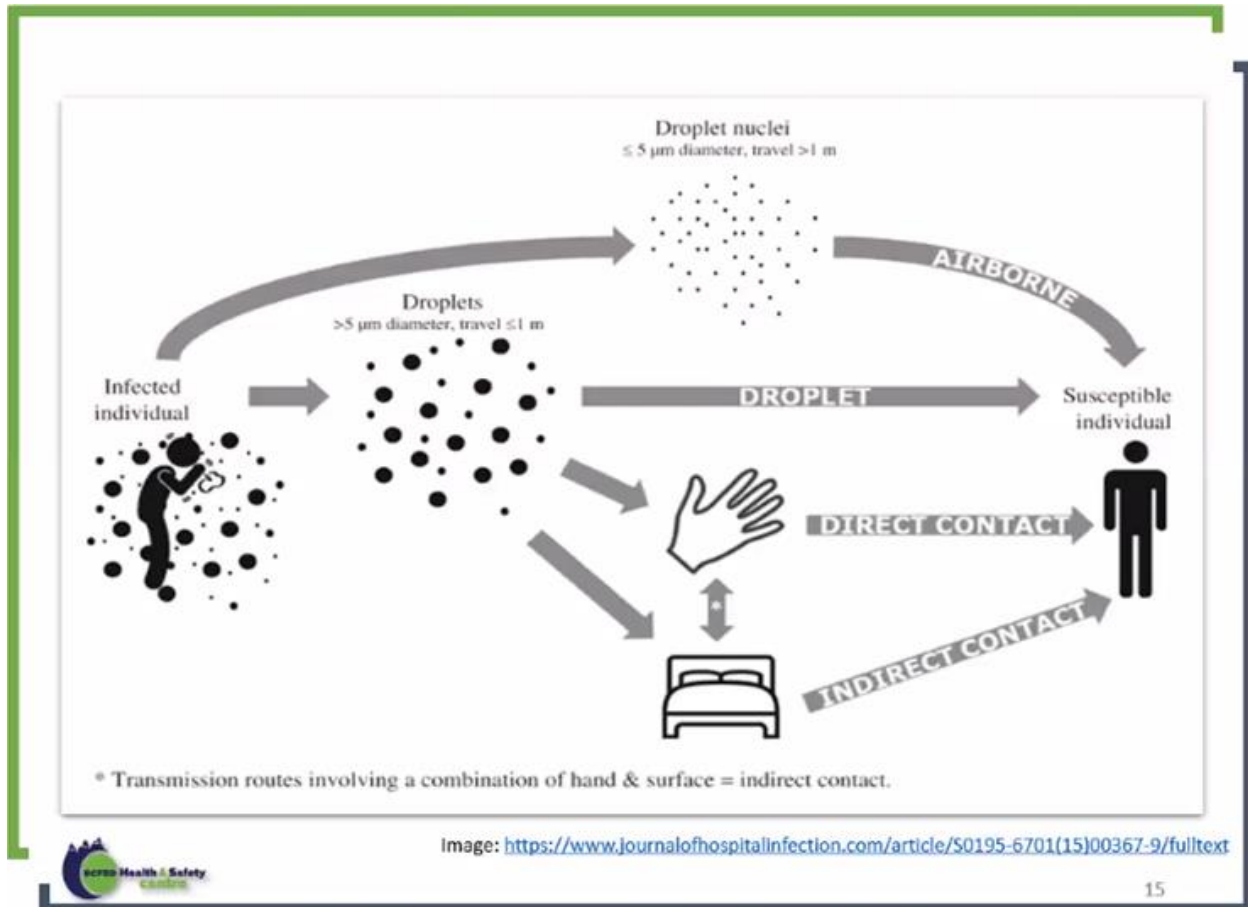 Droplet nuclei
≤ 5 μm diameter, travel >1 m
AIRBORNE
Droplets
>5 μm diameter, travel ≤1 m
Infected
individual
DROPLET
Susceptible
individual
DIRECT CONTACT
*
INDIRECT CONTACT
* Transmission routes involving a combination of hand & surface = indirect contact.
Image: https://www.journalofhospitalinfection.com/article/S0195-6701(15)00367-9/fulltext
Health & Safety
centre
15